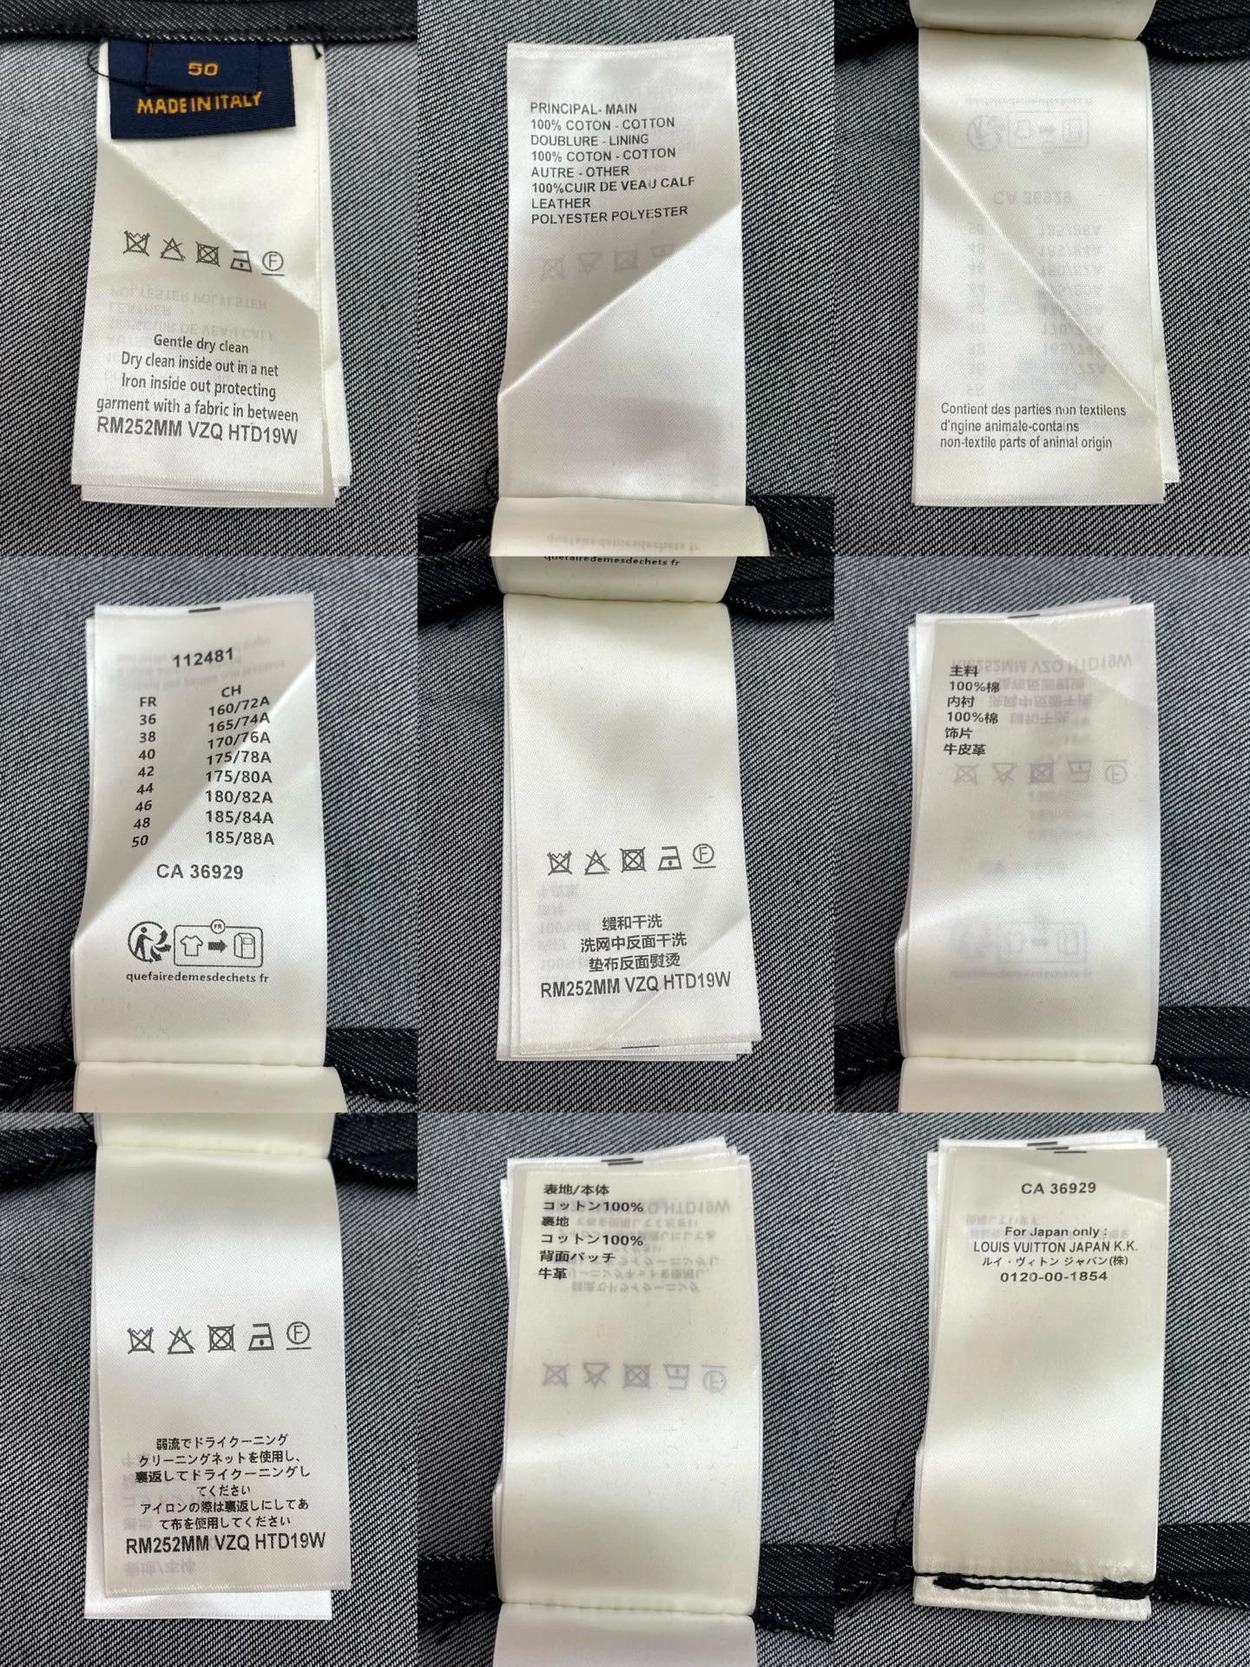 50
MADE IN ITALY
Gentle dry clean
Dry clean inside out in a net
Iron inside out protecting
garment with a fabric in between
RM252MM VZQ HTD19W
PRINCIPAL- MAIN
100% COTON - COTTON
DOUBLURE - LINING
100% COTON - COTTON
AUTRE - OTHER
100%CUIR DE VEAU CALF
LEATHER
POLYESTER POLYESTER
Contient des parties non textilens
d'ngine animale-contains
non-textile parts of animal origin
112481
FR CH
36 160/72A
38 165/74A
40 170/76A
42 175/78A
44 175/80A
46 180/82A
48 185/84A
50 185/88A
CA 36929
FR
quefairedemesdechets fr
quefairedemesdechets fr
F
缓和干洗
洗网中反面干洗
垫布反面熨烫
RM252MM VZQ HTD19W
主料
100%棉
内衬
100%棉
饰片
牛皮革
F
弱流でドライクーニング
クリーニングネットを使用し、
裏返してドライクーニングし
てください
アイロンの際は裏返しにしてあ
て布を使用してください
RM252MM VZQ HTD19W
表地/本体
コットン100%
裏地
コットン100%
背面パッチ
牛革
CA 36929
For Japan only :
LOUIS VUITTON JAPAN K.K.
ルイ・ヴィトン ジャパン(株)
0120-00-1854